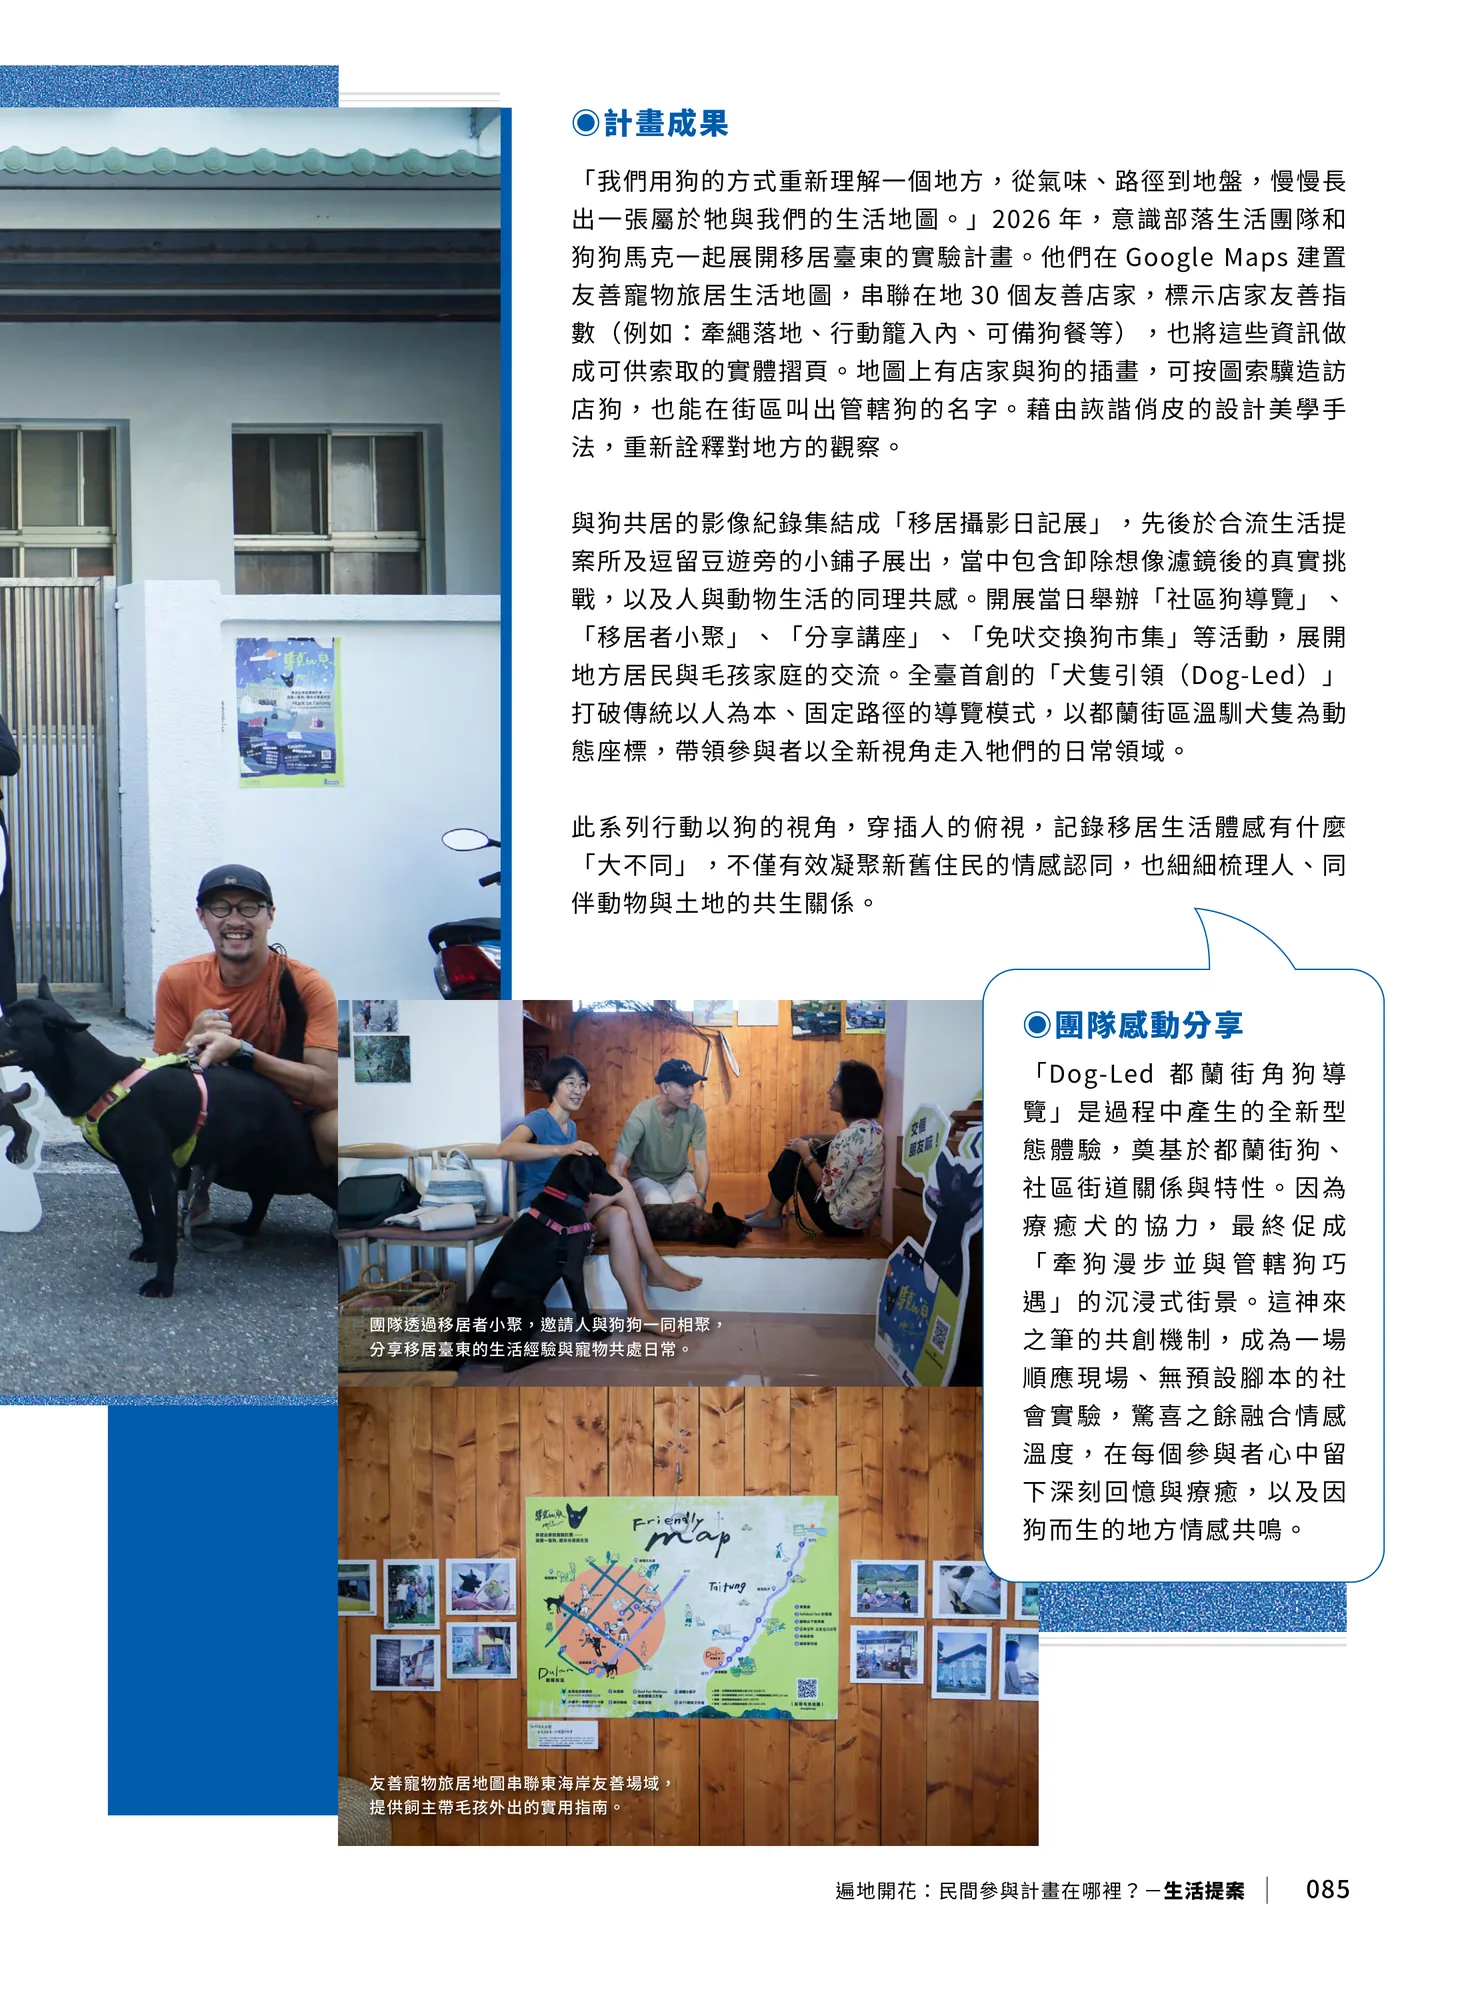 ◉計畫成果
「我們用狗的方式重新理解一個地方，從氣味、路徑到地盤，慢慢長
出一張屬於牠與我們的生活地圖。」2026 年，意識部落生活團隊和
狗狗馬克一起展開移居臺東的實驗計畫。他們在 Google Maps 建置
友善寵物旅居生活地圖，串聯在地 30 個友善店家，標示店家友善指
數（例如：牽繩落地、行動籠入內、可備狗餐等），也將這些資訊做
成可供索取的實體摺頁。地圖上有店家與狗的插畫，可按圖索驥造訪
店狗，也能在街區叫出管轄狗的名字。藉由詼諧俏皮的設計美學手
法，重新詮釋對地方的觀察。
與狗共居的影像紀錄集結成「移居攝影日記展」，先後於合流生活提
案所及逗留豆遊旁的小鋪子展出，當中包含卸除想像濾鏡後的真實挑
戰，以及人與動物生活的同理共感。開展當日舉辦「社區狗導覽」、
「移居者小聚」、「分享講座」、「免吠交換狗市集」等活動，展開
地方居民與毛孩家庭的交流。全臺首創的「犬隻引領（Dog-Led）」
打破傳統以人為本、固定路徑的導覽模式，以都蘭街區溫馴犬隻為動
態座標，帶領參與者以全新視角走入牠們的日常領域。
此系列行動以狗的視角，穿插人的俯視，記錄移居生活體感有什麼
「大不同」，不僅有效凝聚新舊住民的情感認同，也細細梳理人、同
伴動物與土地的共生關係。
◉團隊感動分享
「Dog-Led 都蘭街角狗導
覽」是過程中產生的全新型
態體驗，奠基於都蘭街狗、
社區街道關係與特性。因為
療癒犬的協力，最終促成
「牽狗漫步並與管轄狗巧
遇」的沉浸式街景。這神來
之筆的共創機制，成為一場
順應現場、無預設腳本的社
會實驗，驚喜之餘融合情感
溫度，在每個參與者心中留
下深刻回憶與療癒，以及因
狗而生的地方情感共鳴。
交個
朋友嘛！
團隊透過移居者小聚，邀請人與狗狗一同相聚，
分享移居臺東的生活經驗與寵物共處日常。
Friendly
map
Taitung
Dulan
友善寵物旅居地圖串聯東海岸友善場域，
提供飼主帶毛孩外出的實用指南。
遍地開花：民間參與計畫在哪裡？－生活提案 │ 085